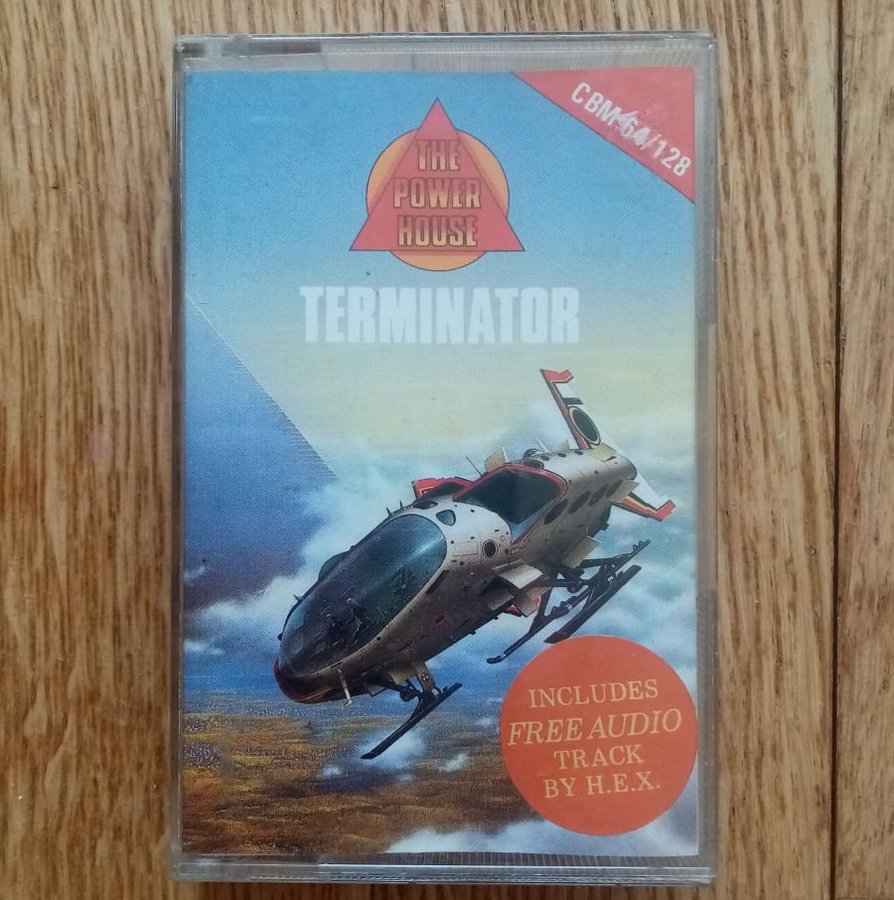 CBM 64/128
THE
POWER
HOUSE
TERMINATOR
INCLUDES
FREE AUDIO
TRACK
BY H.E.X.